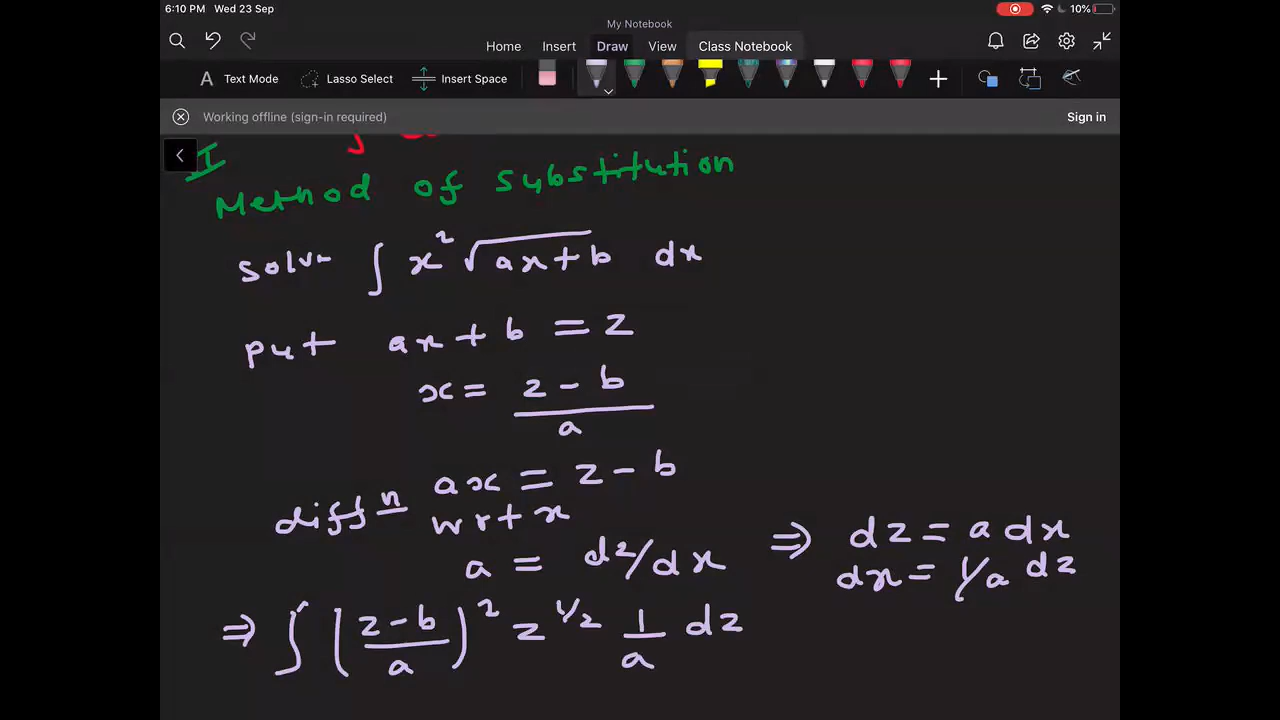 6:10 PM Wed 23 Sep
10%
My Notebook
Home Insert Draw View Class Notebook
A Text Mode Lasso Select Insert Space
Working offline (sign-in required) Sign in
II
Method of substitution
solve ∫ x² √(ax+b) dx
put ax + b = z
x = (z - b)/a
ax = z - b
diffⁿ wrt x
a = dz/dx ⇒ dz = a dx
dx = 1/a dz
⇒ ∫ ((z-b)/a)² z^1/2 1/a dz